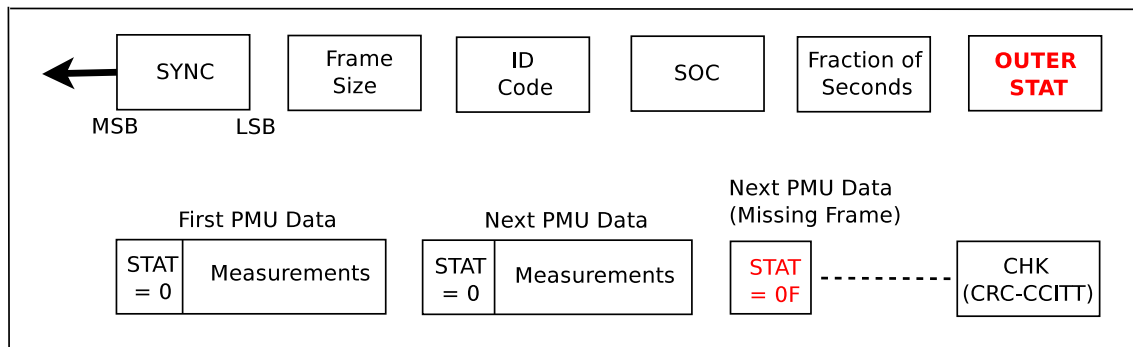 SYNC
Frame
Size
ID
Code
SOC
Fraction of
Seconds
OUTER
STAT
MSB
LSB
First PMU Data
Next PMU Data
Next PMU Data
(Missing Frame)
STAT
= 0
Measurements
STAT
= 0
Measurements
STAT
= 0F
CHK
(CRC-CCITT)